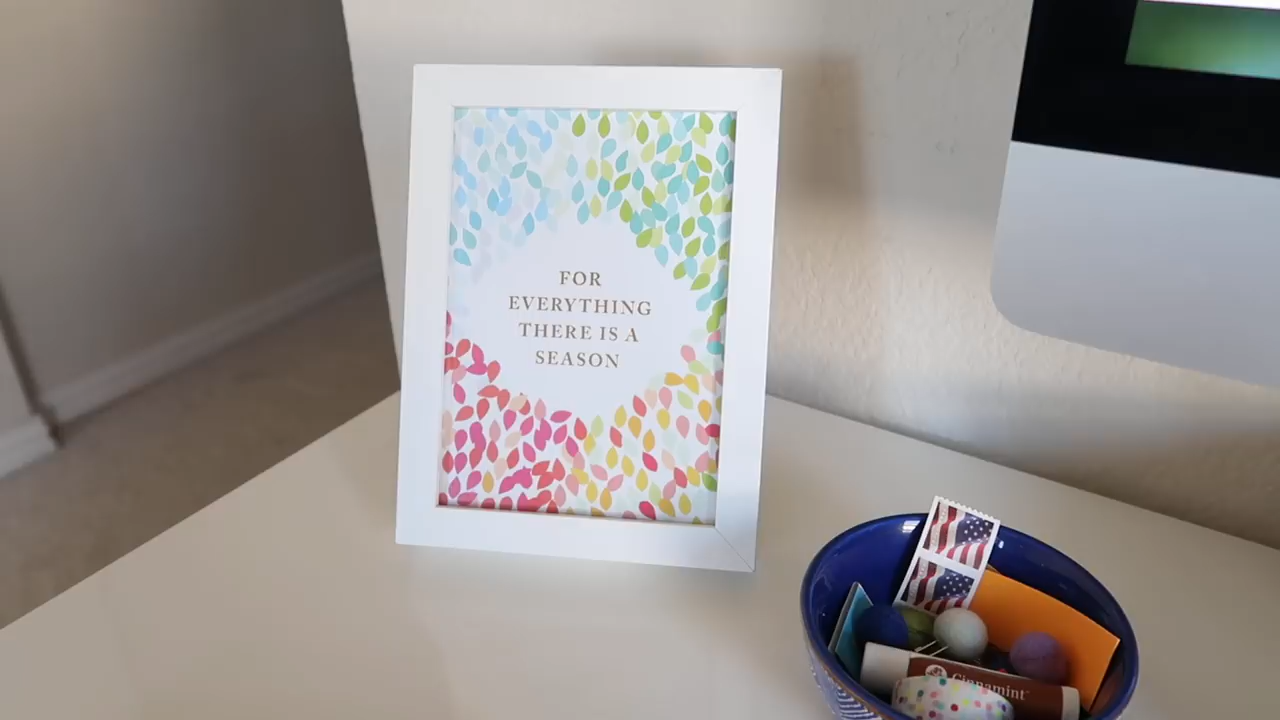 FOR
EVERYTHING
THERE IS A
SEASON
Cinnamint